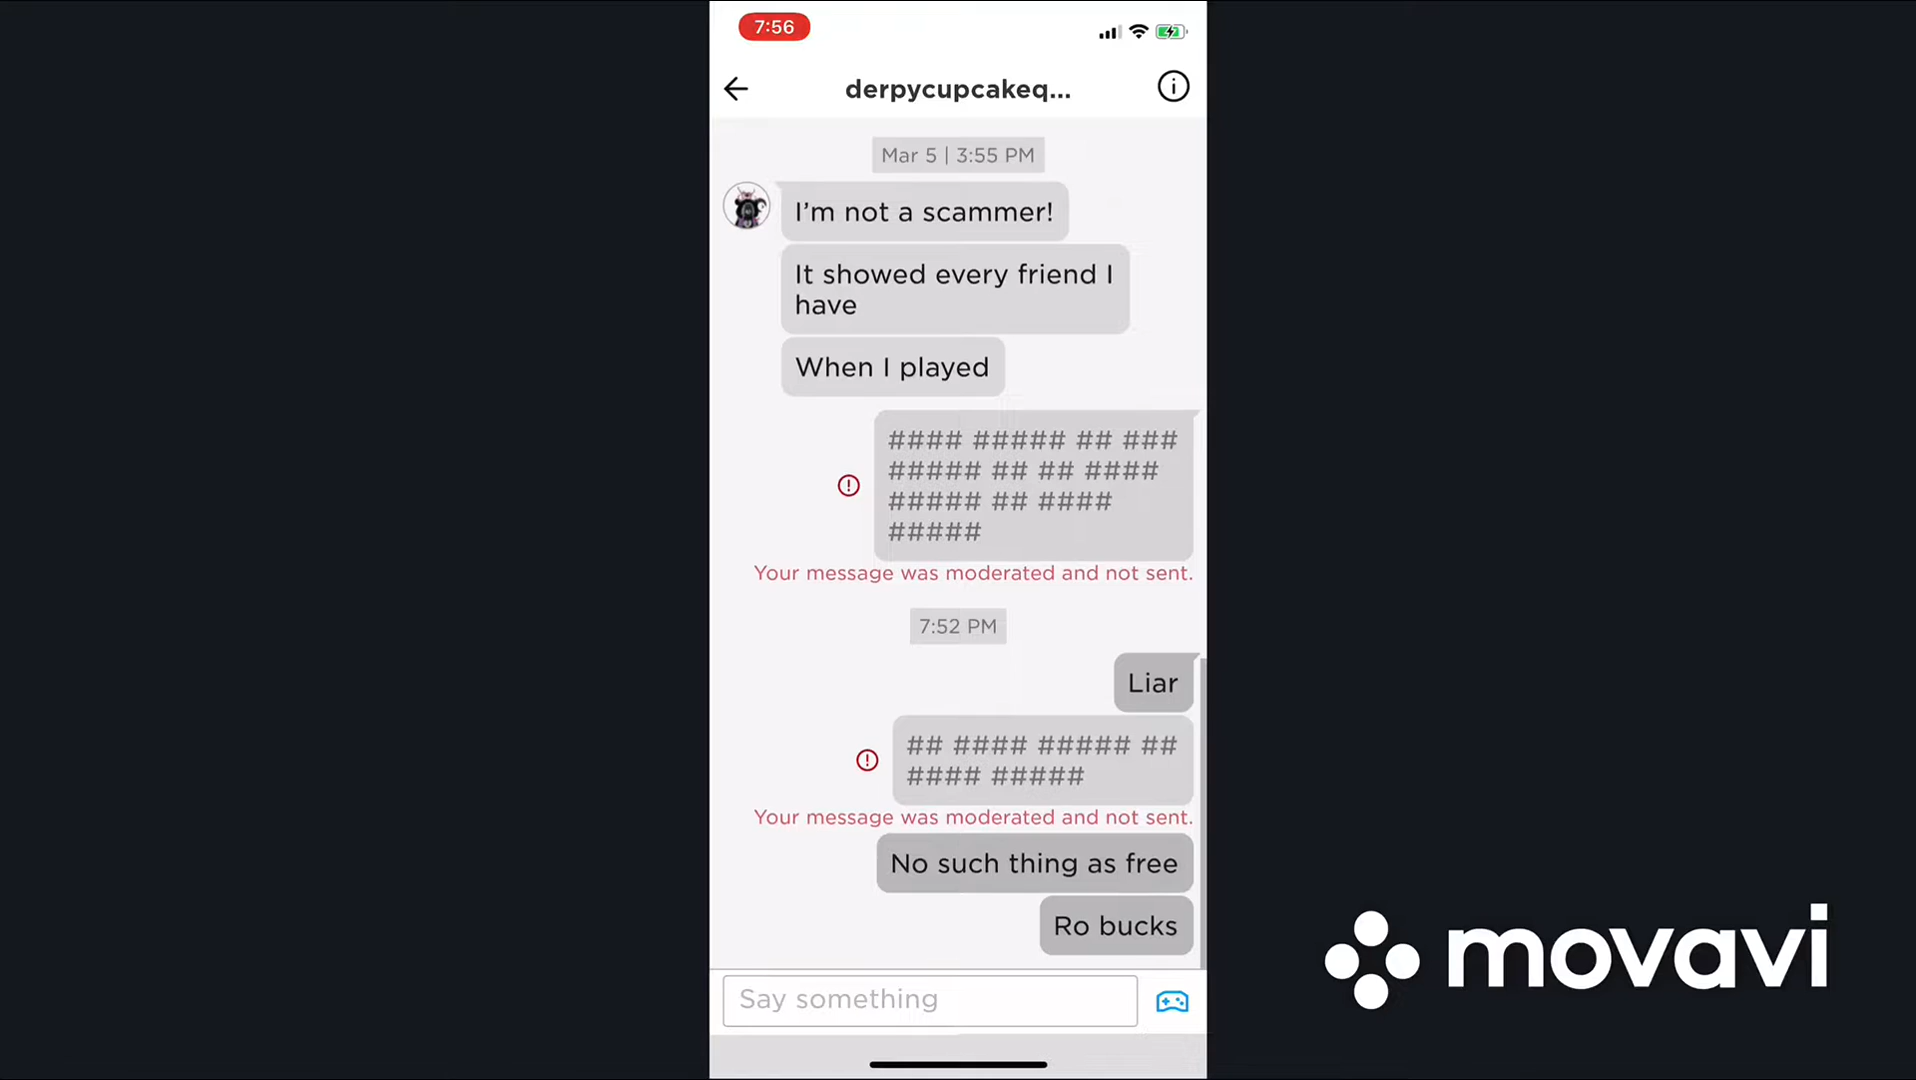 7:56
derpycupcakeq...
Mar 5 | 3:55 PM
I'm not a scammer!
It showed every friend I
have
When I played
#### ##### ## ###
##### ## ## ####
##### ## ####
#####
Your message was moderated and not sent.
7:52 PM
Liar
## #### ##### ##
#### #####
Your message was moderated and not sent.
No such thing as free
Ro bucks
Say something
movavi